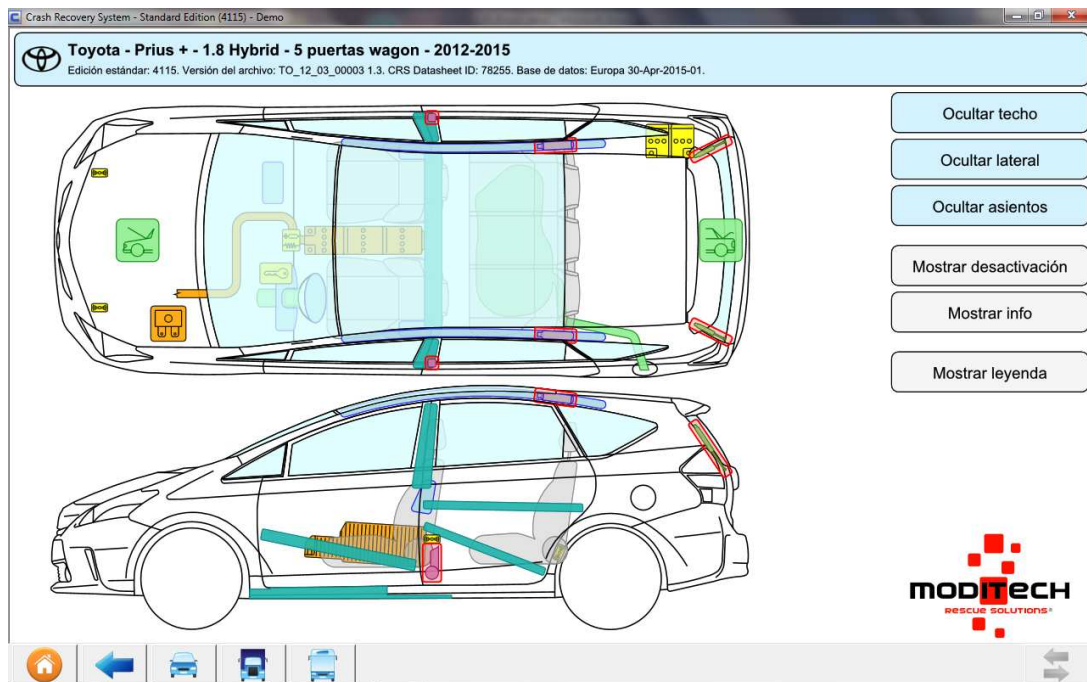 Crash Recovery System - Standard Edition (4115) - Demo
Toyota - Prius + - 1.8 Hybrid - 5 puertas wagon - 2012-2015
Edición estándar: 4115. Versión del archivo: TO_12_03_00003 1.3. CRS Datasheet ID: 78255. Base de datos: Europa 30-Apr-2015-01.
Ocultar techo
Ocultar lateral
Ocultar asientos
Mostrar desactivación
Mostrar info
Mostrar leyenda
MODITECH
RESCUE SOLUTIONS®